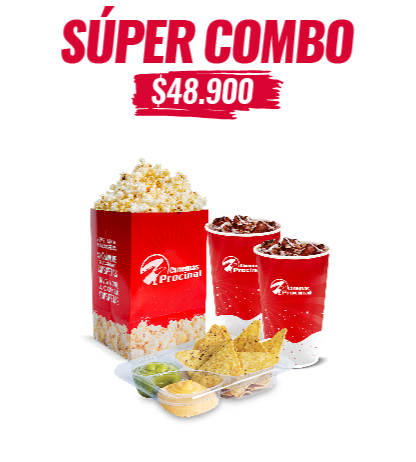 SÚPER COMBO
$48.900
Cinemas
Procinal
Cinemas
Procinal
Cinemas
Procinal